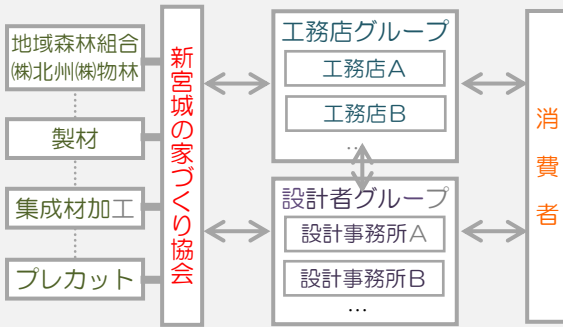 地域森林組合
㈱北州㈱物林
製材
集成材加工
プレカット
新宮城の家づくり協会
工務店グループ
工務店A
工務店B
…
設計者グループ
設計事務所A
設計事務所B
…
消費者